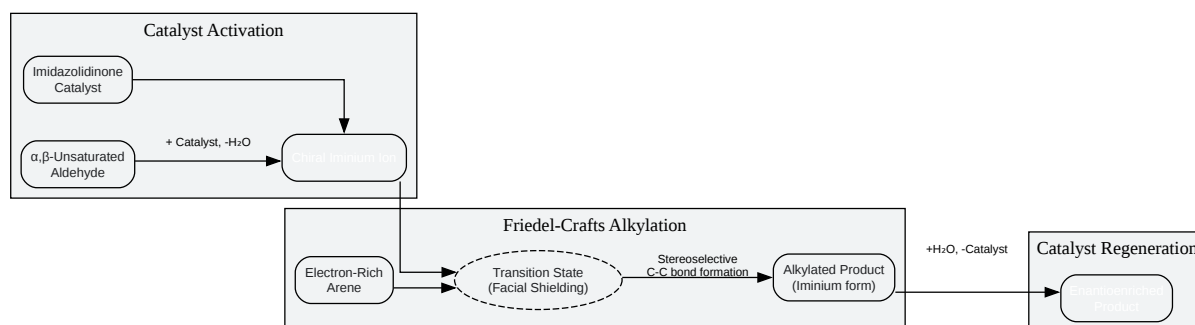 Catalyst Activation
Imidazolidinone
Catalyst
α,β-Unsaturated
Aldehyde
+ Catalyst, -H₂O
Chiral Iminium Ion
Friedel-Crafts Alkylation
Electron-Rich
Arene
Transition State
(Facial Shielding)
Stereoselective
C-C bond formation
Alkylated Product
(Iminium form)
+H₂O, -Catalyst
Catalyst Regeneration
Enantioenriched
Product